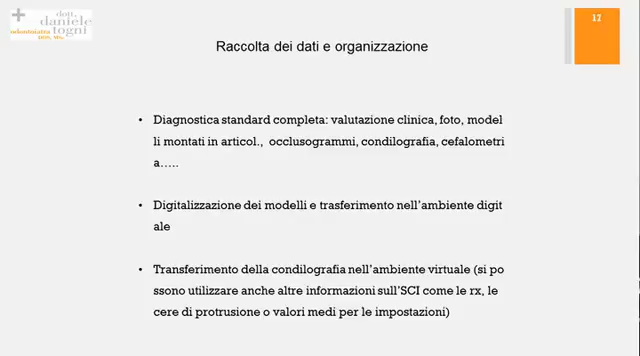 dott.
daniele
togni
odontoiatra
17
Raccolta dei dati e organizzazione
• Diagnostica standard completa: valutazione clinica, foto, model
li montati in articol., occlusogrammi, condilografia, cefalometri
a.....
• Digitalizzazione dei modelli e trasferimento nell'ambiente digit
ale
• Transferimento della condilografia nell'ambiente virtuale (si po
ssono utilizzare anche altre informazioni sull'SCI come le rx, le
cere di protrusione o valori medi per le impostazioni)